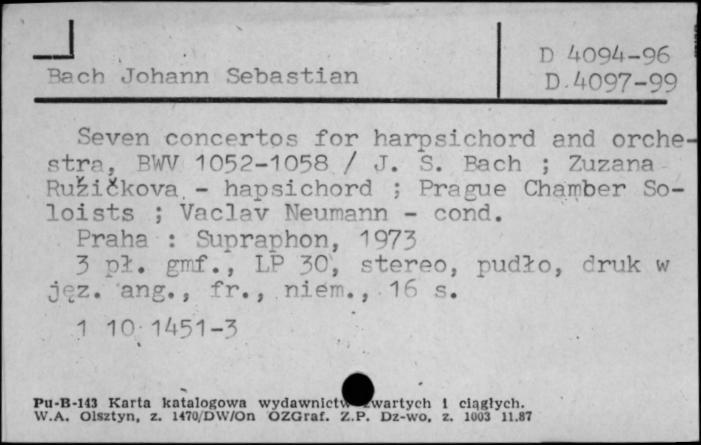 D 4094-96
Bach Johann Sebastian
D.4097-99
Seven concertos for harpsichord and orche-
stra, BWV 1052-1058 / J. S. Bach ; Zuzana
Ružičkova - hapsichord ; Prague Chamber So-
loists ; Vaclav Neumann - cond.
Praha : Supraphon, 1973
3 pł. gmf., LP 30, stereo, pudło, druk w
jęz. ang., fr., niem., 16 s.
1 10 1451-3
Pu-B-143 Karta katalogowa wydawnictw zwartych i ciągłych.
W.A. Olsztyn, z. 1470/DW/On OZGraf. Z.P. Dz-wo, z. 1003 11.87